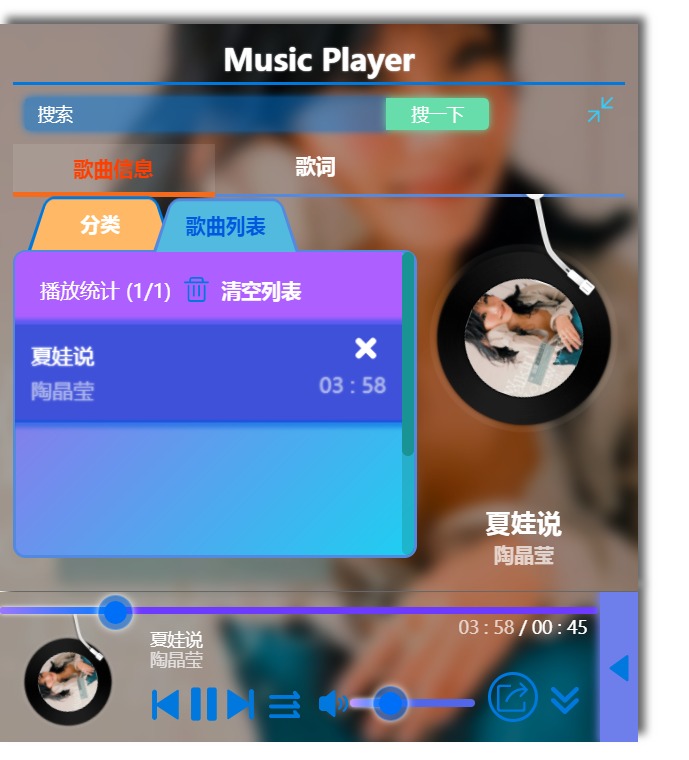 Music Player
搜索 搜一下
歌曲信息 歌词
分类 歌曲列表
播放统计 (1/1) 清空列表
夏娃说
陶晶莹 03 : 58
夏娃说
陶晶莹
03 : 58 / 00 : 45
夏娃说
陶晶莹